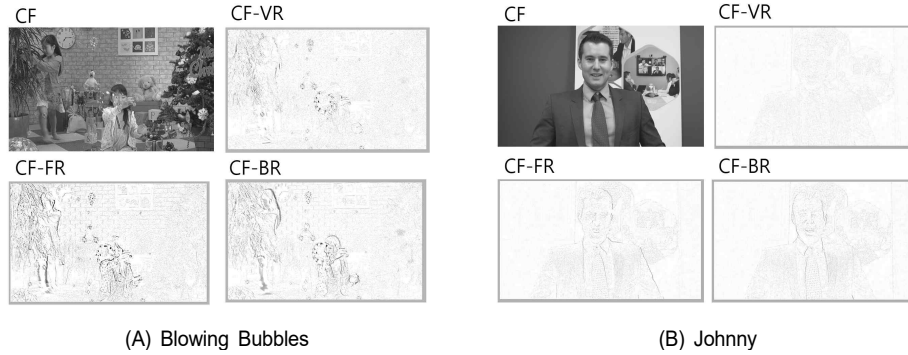 CF
CF-VR
CF-FR
CF-BR
(A) Blowing Bubbles
CF
CF-VR
CF-FR
CF-BR
(B) Johnny